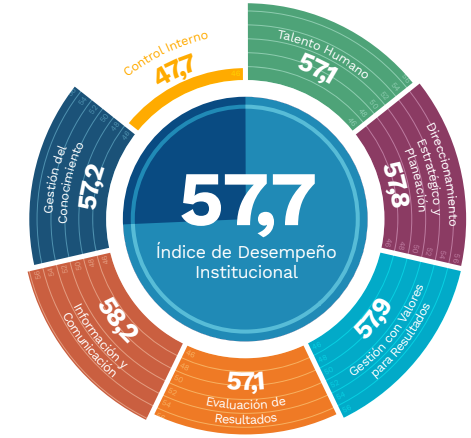 57,7
Índice de Desempeño
Institucional
Talento Humano
57,1
Direccionamiento
Estratégico y
Planeación
57,8
Gestión con Valores
para Resultados
57,9
57,1
Evaluación de
Resultados
58,2
Información y
Comunicación
Gestión del
Conocimiento
57,2
Control Interno
47,7